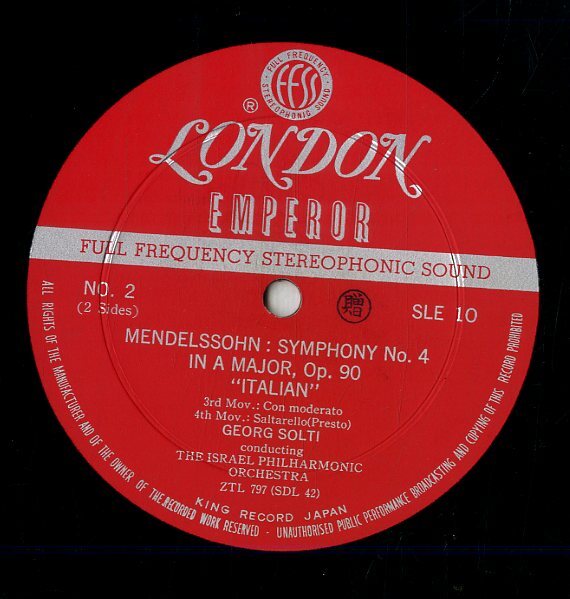 FULL FREQUENCY
FFSS
STEREOPHONIC SOUND
®
LONDON
EMPEROR
FULL FREQUENCY STEREOPHONIC SOUND
NO. 2
(2 Sides)
贈
SLE 10
MENDELSSOHN : SYMPHONY No. 4
IN A MAJOR, Op. 90
"ITALIAN"
3rd Mov.: Con moderato
4th Mov.: Saltarello(Presto)
GEORG SOLTI
conducting
THE ISRAEL PHILHARMONIC
ORCHESTRA
ZTL 797 (SDL 42)
KING RECORD JAPAN
ALL RIGHTS OF THE MANUFACTURER AND OF THE OWNER OF THE RECORDED WORK RESERVED - UNAUTHORISED PUBLIC PERFORMANCE BROADCASTING AND COPYING OF THIS RECORD PROHIBITED